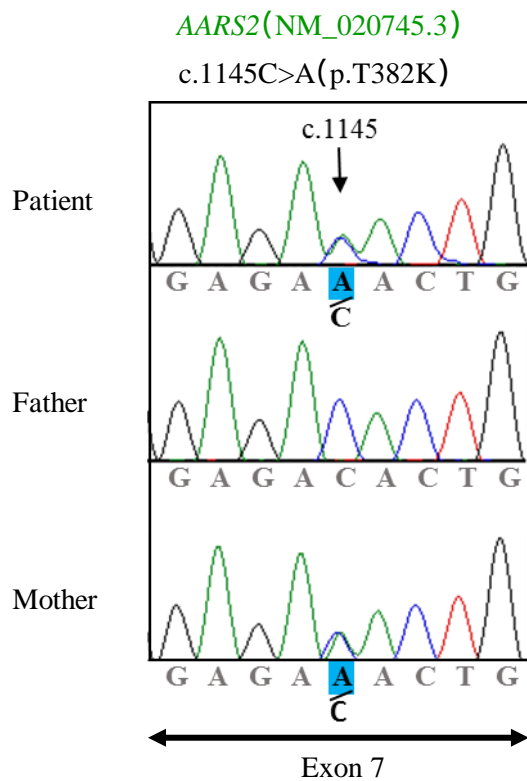 AARS2(NM_020745.3)
c.1145C>A(p.T382K)
c.1145
Patient
G A G A A A C T G
C
Father
G A G A C A C T G
Mother
G A G A A A C T G
C
Exon 7